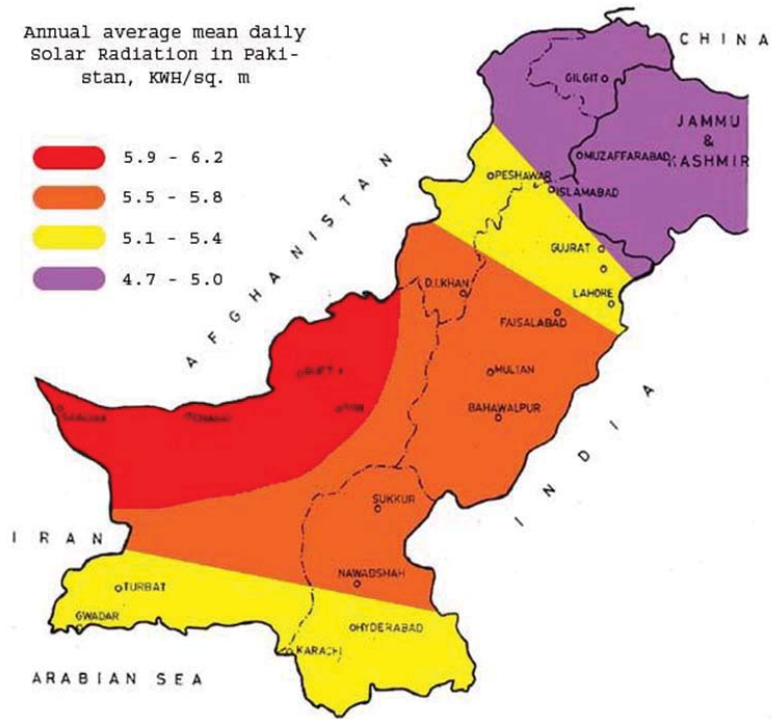 Annual average mean daily
Solar Radiation in Paki-
stan, KWH/sq. m
5.9 - 6.2
5.5 - 5.8
5.1 - 5.4
4.7 - 5.0
CHINA
GILGIT
JAMMU
&
KASHMIR
MUZAFFARABAD
PESHAWAR
ISLAMABAD
AFGHANISTAN
GUJRAT
D.I.KHAN
LAHORE
FAISALABAD
MULTAN
BAHAWALPUR
INDIA
SUKKUR
IRAN
NAWABSHAH
TURBAT
GWADAR
HYDERABAD
KARACHI
ARABIAN SEA